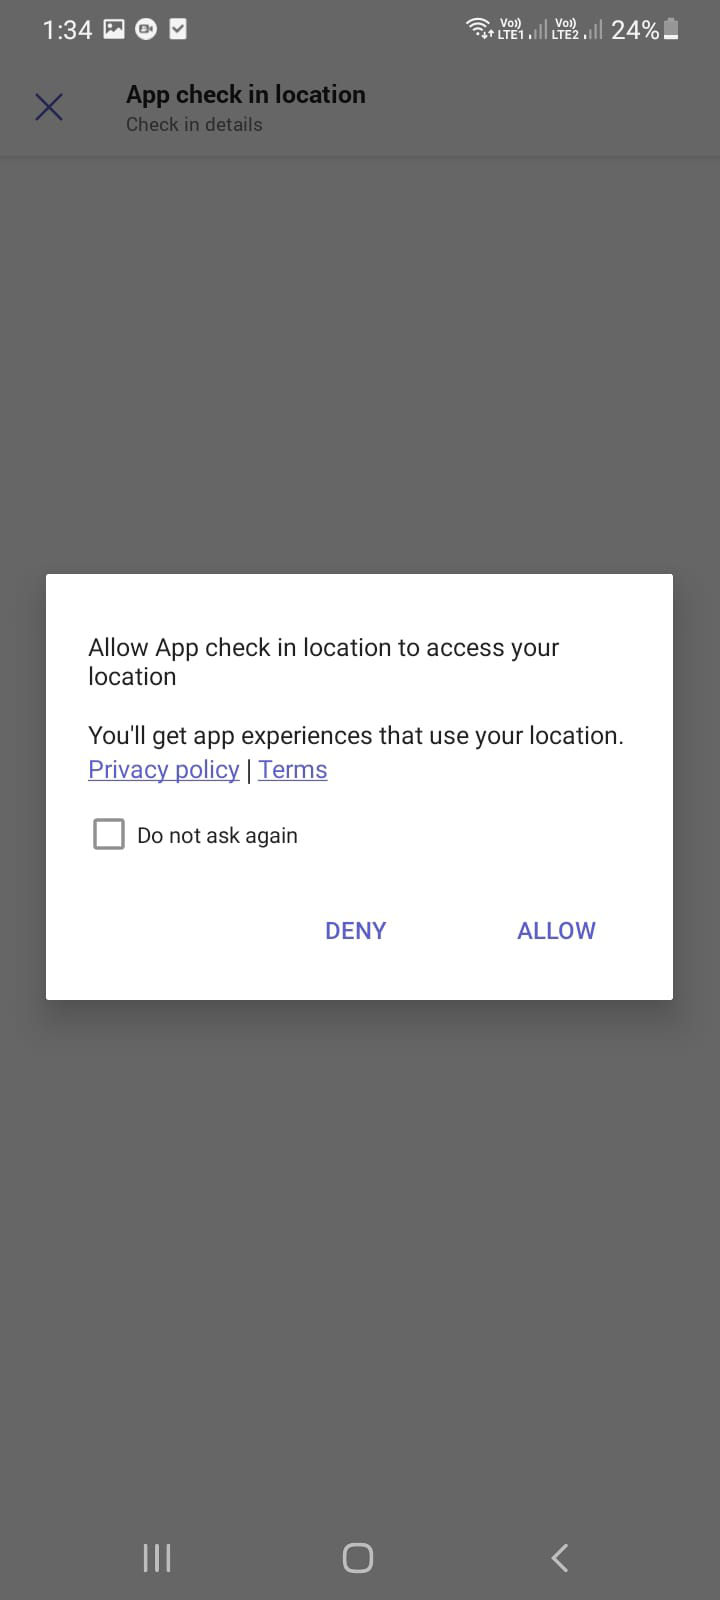 1:34
Vo)) LTE1 Vo)) LTE2 24%
App check in location
Check in details
Allow App check in location to access your
location
You'll get app experiences that use your location.
Privacy policy | Terms
Do not ask again
DENY ALLOW